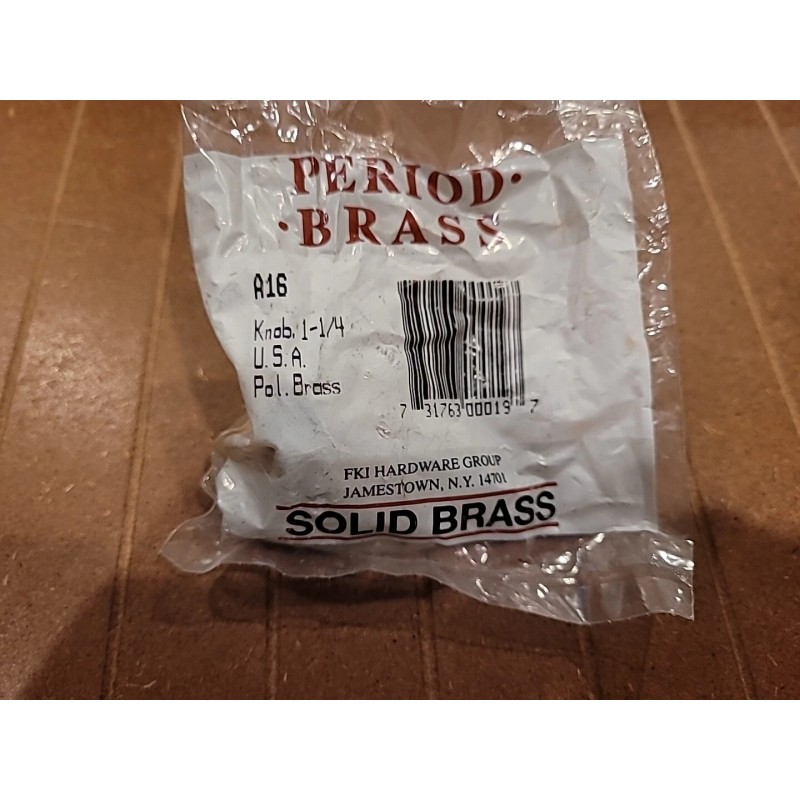 PERIOD·
·BRASS
A16
Knob, 1-1/4
U.S.A.
Pol. Brass
7 31763 00019 7
FKI HARDWARE GROUP
JAMESTOWN, N.Y. 14701
SOLID BRASS